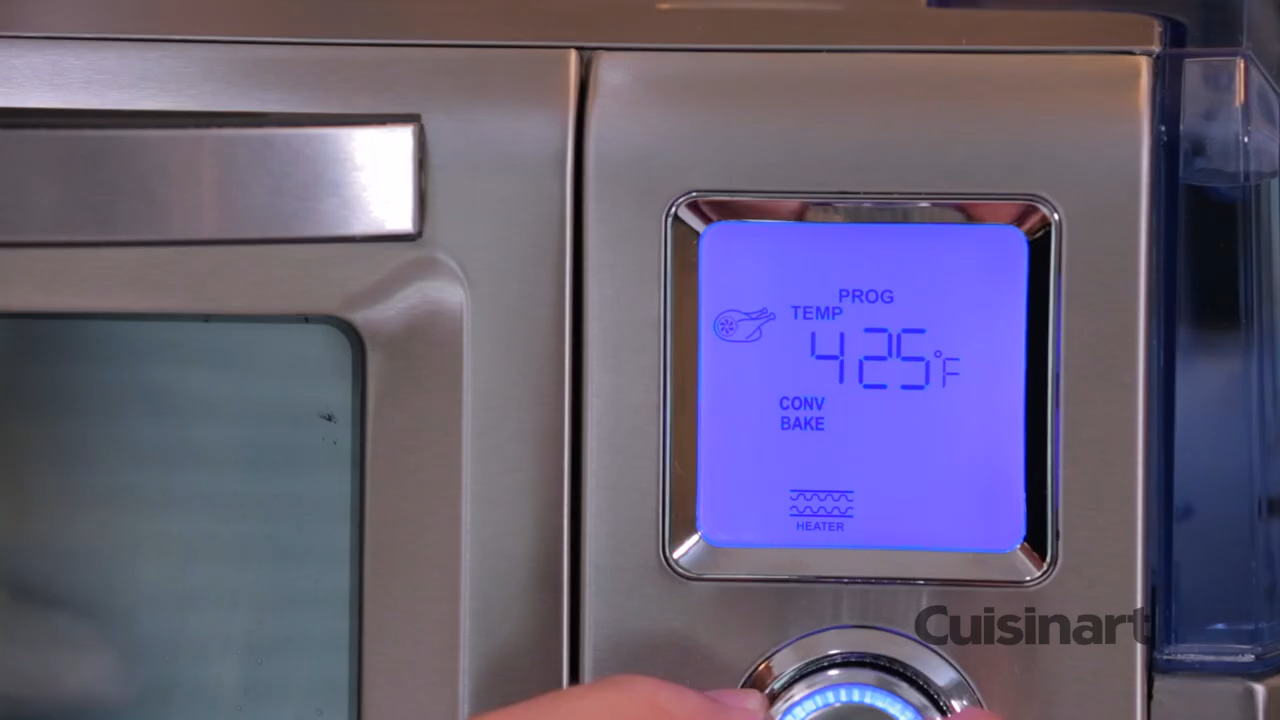 PROG
TEMP
425°F
CONV
BAKE
HEATER
Cuisinart